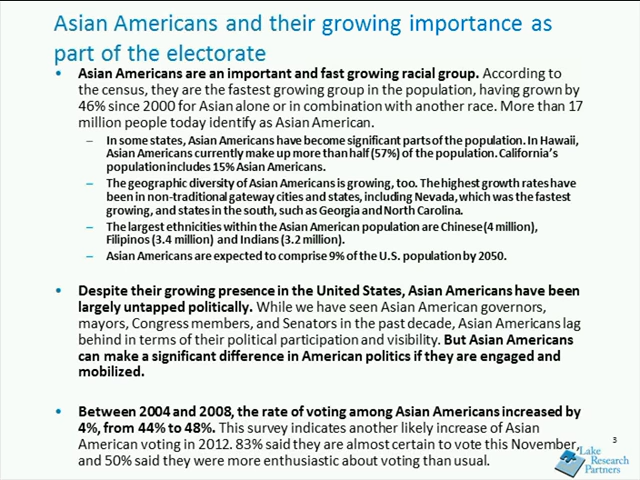 Asian Americans and their growing importance as
part of the electorate
• Asian Americans are an important and fast growing racial group. According to
the census, they are the fastest growing group in the population, having grown by
46% since 2000 for Asian alone or in combination with another race. More than 17
million people today identify as Asian American.
– In some states, Asian Americans have become significant parts of the population. In Hawaii,
Asian Americans currently make up more than half (57%) of the population. California's
population includes 15% Asian Americans.
– The geographic diversity of Asian Americans is growing, too. The highest growth rates have
been in non-traditional gateway cities and states, including Nevada, which was the fastest
growing, and states in the south, such as Georgia and North Carolina.
– The largest ethnicities within the Asian American population are Chinese (4 million),
Filipinos (3.4 million) and Indians (3.2 million).
– Asian Americans are expected to comprise 9% of the U.S. population by 2050.
• Despite their growing presence in the United States, Asian Americans have been
largely untapped politically. While we have seen Asian American governors,
mayors, Congress members, and Senators in the past decade, Asian Americans lag
behind in terms of their political participation and visibility. But Asian Americans
can make a significant difference in American politics if they are engaged and
mobilized.
• Between 2004 and 2008, the rate of voting among Asian Americans increased by
4%, from 44% to 48%. This survey indicates another likely increase of Asian
American voting in 2012. 83% said they are almost certain to vote this November,
and 50% said they were more enthusiastic about voting than usual.
3
Lake
Research
Partners